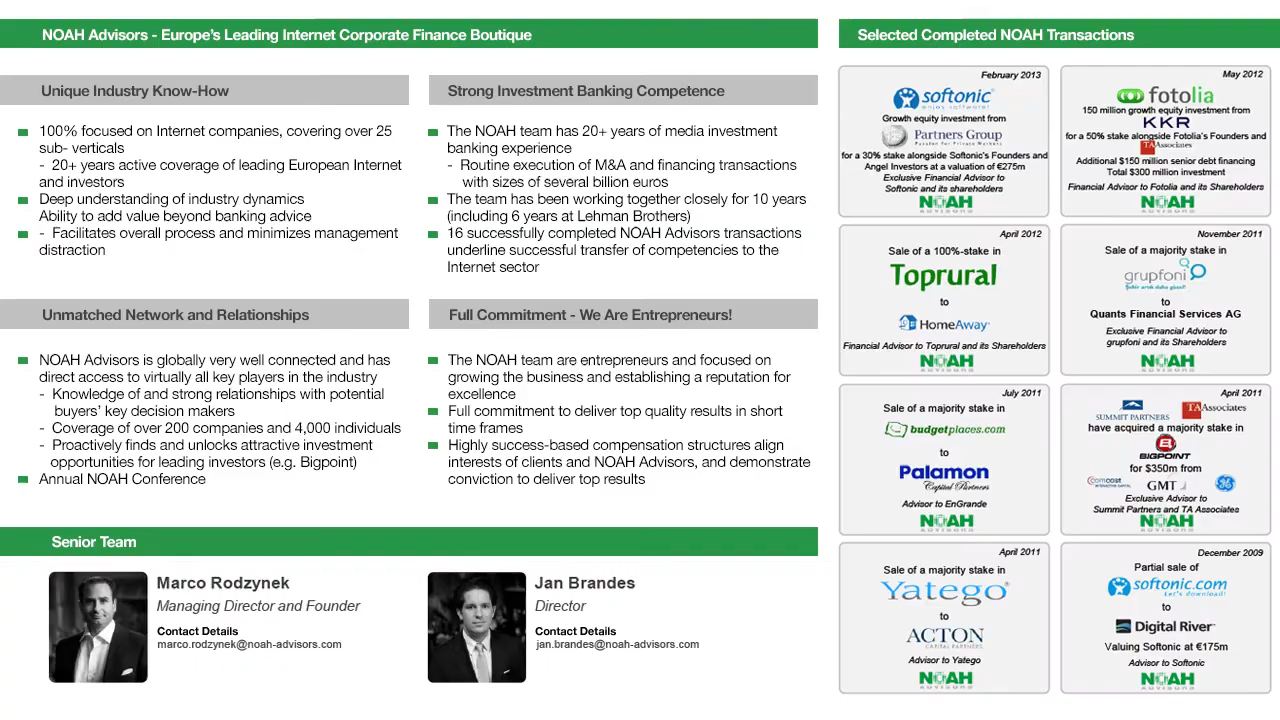 NOAH Advisors - Europe's Leading Internet Corporate Finance Boutique
Unique Industry Know-How
100% focused on Internet companies, covering over 25
sub- verticals
- 20+ years active coverage of leading European Internet
and investors
Deep understanding of industry dynamics
Ability to add value beyond banking advice
- Facilitates overall process and minimizes management
distraction
Strong Investment Banking Competence
The NOAH team has 20+ years of media investment
banking experience
- Routine execution of M&A and financing transactions
with sizes of several billion euros
The team has been working together closely for 10 years
(including 6 years at Lehman Brothers)
16 successfully completed NOAH Advisors transactions
underline successful transfer of competencies to the
Internet sector
Unmatched Network and Relationships
NOAH Advisors is globally very well connected and has
direct access to virtually all key players in the industry
- Knowledge of and strong relationships with potential
buyers' key decision makers
- Coverage of over 200 companies and 4,000 individuals
- Proactively finds and unlocks attractive investment
opportunities for leading investors (e.g. Bigpoint)
Annual NOAH Conference
Full Commitment - We Are Entrepreneurs!
The NOAH team are entrepreneurs and focused on
growing the business and establishing a reputation for
excellence
Full commitment to deliver top quality results in short
time frames
Highly success-based compensation structures align
interests of clients and NOAH Advisors, and demonstrate
conviction to deliver top results
Senior Team
Marco Rodzynek
Managing Director and Founder
Contact Details
marco.rodzynek@noah-advisors.com
Jan Brandes
Director
Contact Details
jan.brandes@noah-advisors.com
Selected Completed NOAH Transactions
February 2013
softonic
enjoy software!
Growth equity investment from
Partners Group
Passion for Private Markets
for a 30% stake alongside Softonic's Founders and
Angel Investors at a valuation of €275m
Exclusive Financial Advisor to
Softonic and its shareholders
NOAH
ADVISORS
May 2012
fotolia
150 million growth equity investment from
KKR
for a 50% stake alongside Fotolia's Founders and
TA Associates
Additional $150 million senior debt financing
Total $300 million investment
Financial Advisor to Fotolia and its Shareholders
NOAH
ADVISORS
April 2012
Sale of a 100%-stake in
Toprural
to
HomeAway
Financial Advisor to Toprural and its Shareholders
NOAH
ADVISORS
November 2011
Sale of a majority stake in
grupfoni
to
Quants Financial Services AG
Exclusive Financial Advisor to
grupfoni and its Shareholders
NOAH
ADVISORS
July 2011
Sale of a majority stake in
budgetplaces.com
to
Palamon
Capital Partners
Advisor to EnGrande
NOAH
ADVISORS
April 2011
SUMMIT PARTNERS TA Associates
have acquired a majority stake in
BIGPOINT
for $350m from
comcast GMT GE
Exclusive Advisor to
Summit Partners and TA Associates
NOAH
ADVISORS
April 2011
Sale of a majority stake in
Yatego
to
ACTON
CAPITAL PARTNERS
Advisor to Yatego
NOAH
ADVISORS
December 2009
Partial sale of
softonic.com
Let's download!
to
Digital River
Valuing Softonic at €175m
Advisor to Softonic
NOAH
ADVISORS